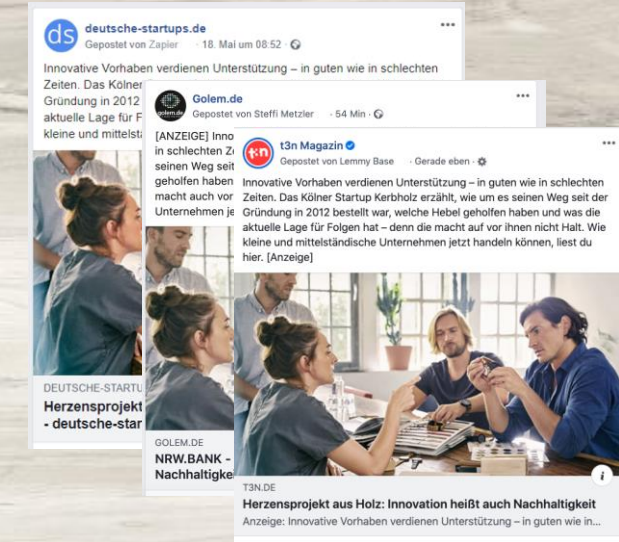 ds
deutsche-startups.de
Gepostet von Zapier · 18. Mai um 08:52 ·
Innovative Vorhaben verdienen Unterstützung – in guten wie in schlechten
Zeiten. Das Kölner
Gründung in 2012
aktuelle Lage für F
kleine und mittelst
DEUTSCHE-STARTU
Herzensprojekt
- deutsche-star
golem.de
Golem.de
Gepostet von Steffi Metzler · 54 Min ·
[ANZEIGE] Inno
in schlechten Z
seinen Weg seit
geholfen haben
macht auch vor
Unternehmen je
GOLEM.DE
NRW.BANK -
Nachhaltigke
t3n
t3n Magazin
Gepostet von Lemmy Base · Gerade eben ·
Innovative Vorhaben verdienen Unterstützung – in guten wie in schlechten
Zeiten. Das Kölner Startup Kerbholz erzählt, wie um es seinen Weg seit der
Gründung in 2012 bestellt war, welche Hebel geholfen haben und was die
aktuelle Lage für Folgen hat – denn die macht auf vor ihnen nicht Halt. Wie
kleine und mittelständische Unternehmen jetzt handeln können, liest du
hier. [Anzeige]
i
T3N.DE
Herzensprojekt aus Holz: Innovation heißt auch Nachhaltigkeit
Anzeige: Innovative Vorhaben verdienen Unterstützung – in guten wie in...